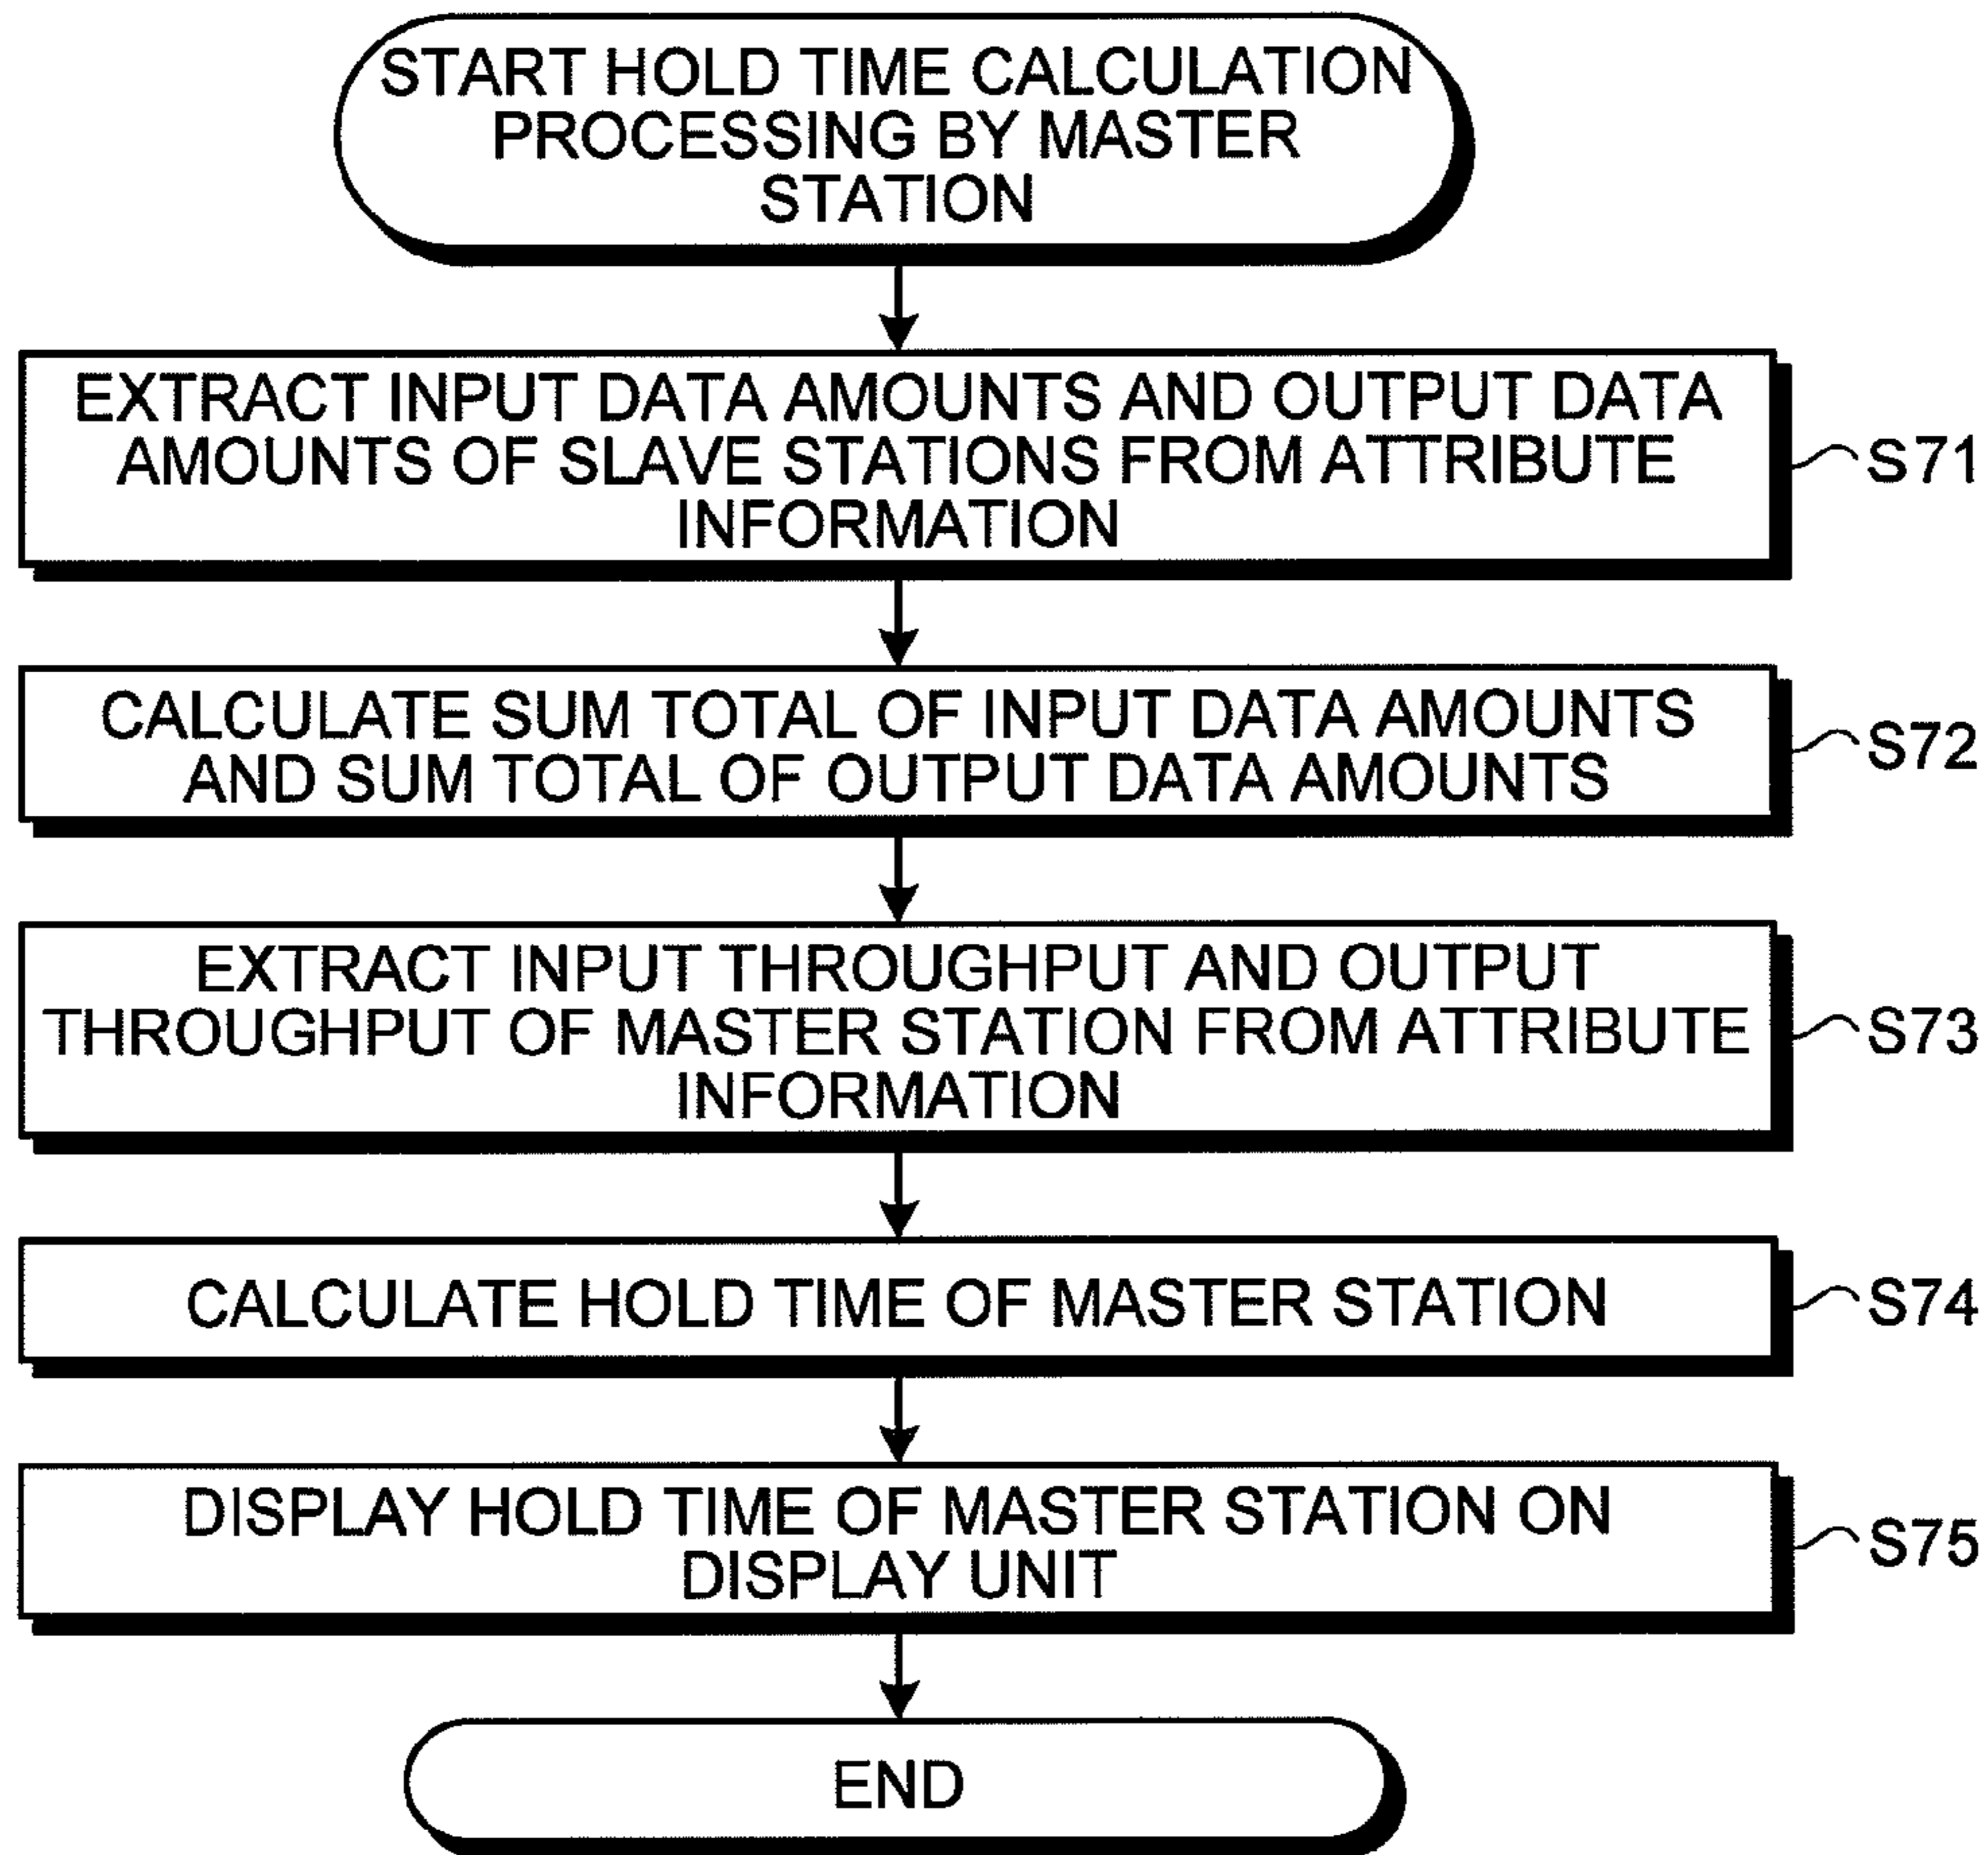 START HOLD TIME CALCULATION
PROCESSING BY MASTER
STATION
EXTRACT INPUT DATA AMOUNTS AND OUTPUT DATA
AMOUNTS OF SLAVE STATIONS FROM ATTRIBUTE
INFORMATION
S71
CALCULATE SUM TOTAL OF INPUT DATA AMOUNTS
AND SUM TOTAL OF OUTPUT DATA AMOUNTS
S72
EXTRACT INPUT THROUGHPUT AND OUTPUT
THROUGHPUT OF MASTER STATION FROM ATTRIBUTE
INFORMATION
S73
CALCULATE HOLD TIME OF MASTER STATION
S74
DISPLAY HOLD TIME OF MASTER STATION ON
DISPLAY UNIT
S75
END